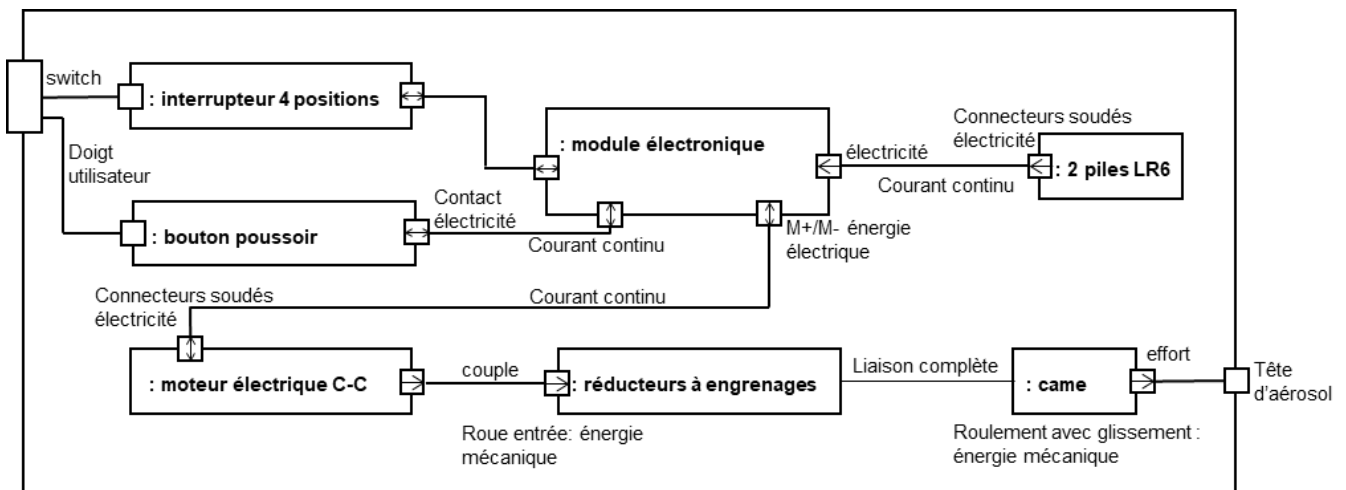 switch
: interrupteur 4 positions
Doigt
utilisateur
: module électronique
électricité
Courant continu
Connecteurs soudés
électricité
: 2 piles LR6
: bouton poussoir
Contact
électricité
Courant continu
M+/M- énergie
électrique
Connecteurs soudés
électricité
Courant continu
: moteur électrique C-C
couple
: réducteurs à engrenages
Liaison complète
: came
effort
Tête
d'aérosol
Roue entrée: énergie
mécanique
Roulement avec glissement :
énergie mécanique